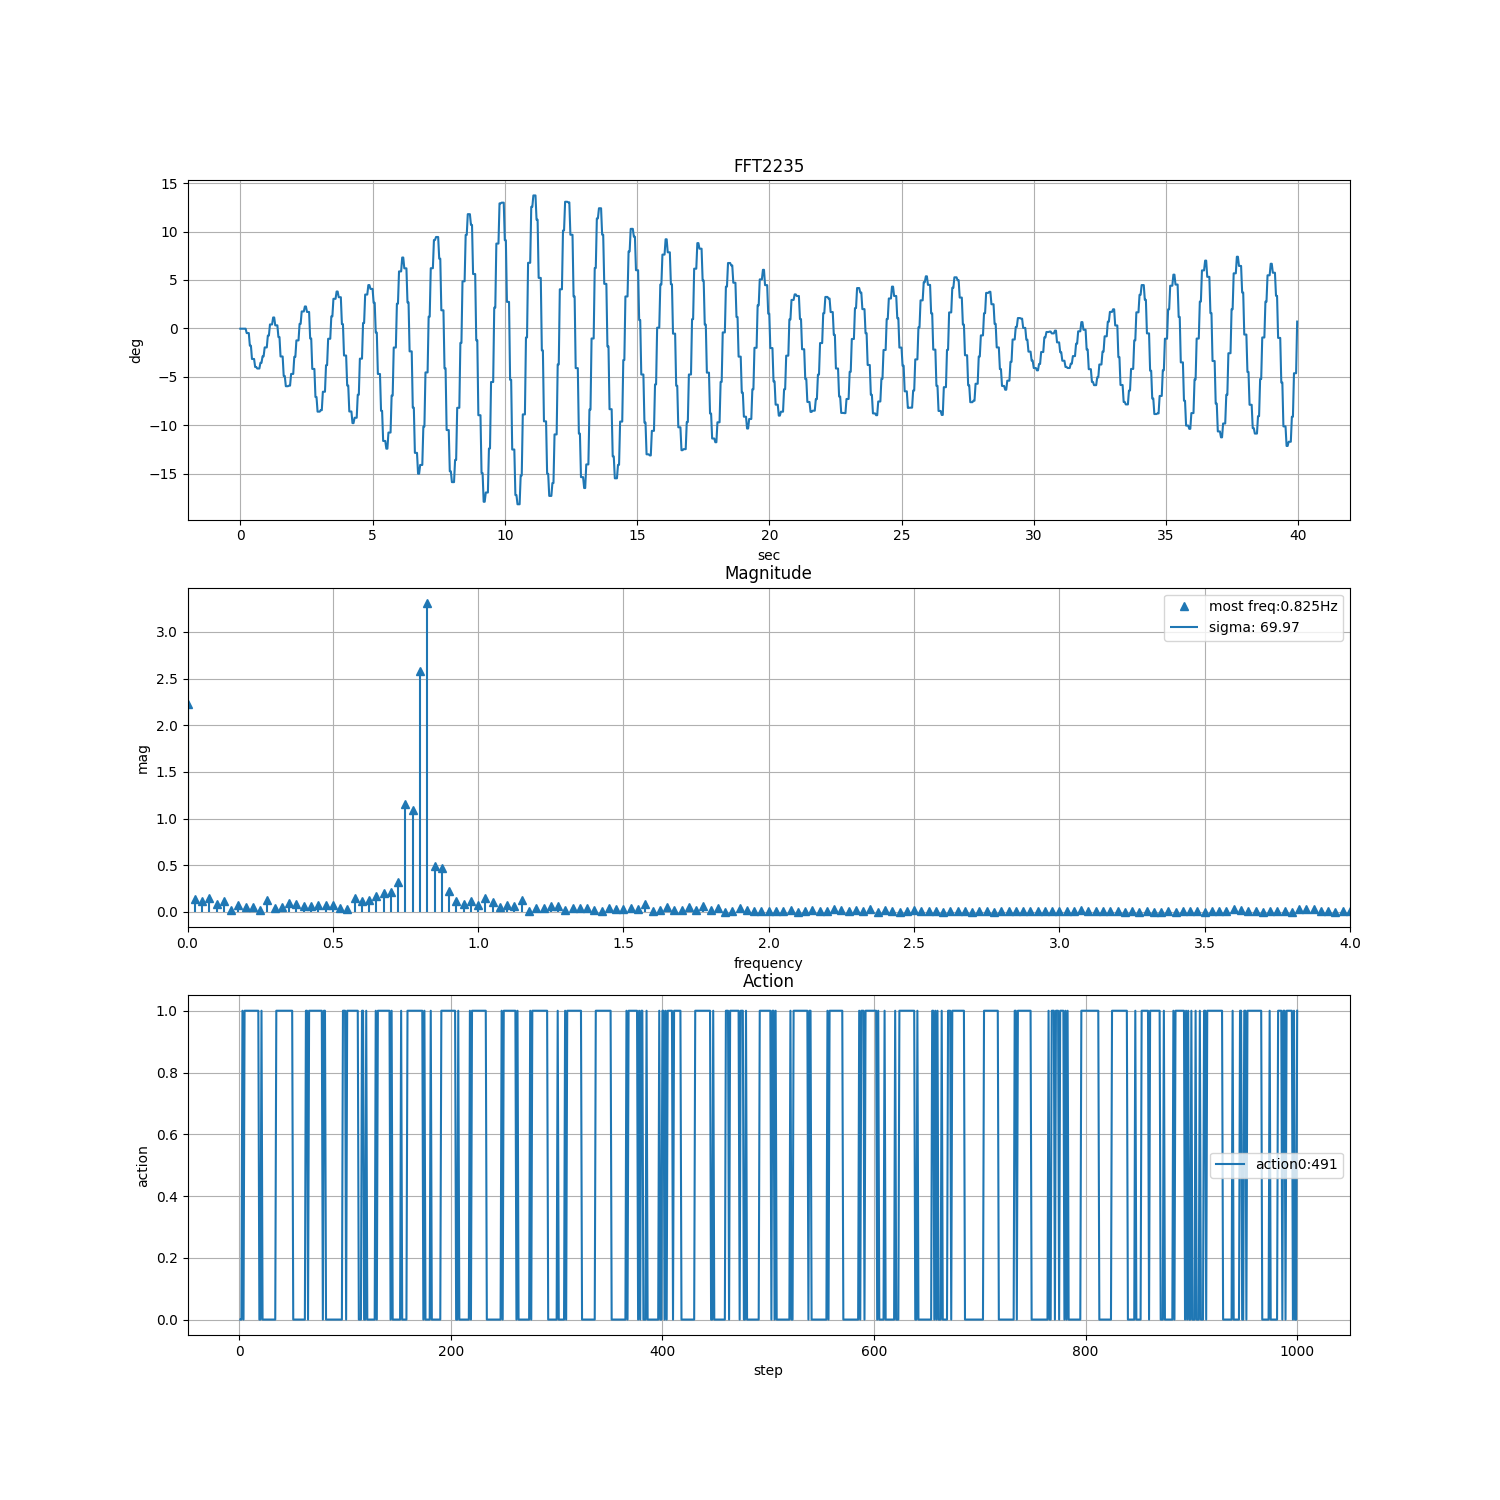 FFT2235
15
10
5
0
−5
−10
−15
deg
0 5 10 15 20 25 30 35 40
sec
Magnitude
most freq:0.825Hz
sigma: 69.97
3.0
2.5
2.0
1.5
1.0
0.5
0.0
mag
0.0 0.5 1.0 1.5 2.0 2.5 3.0 3.5 4.0
frequency
Action
1.0
0.8
0.6
0.4
0.2
0.0
action
action0:491
0 200 400 600 800 1000
step